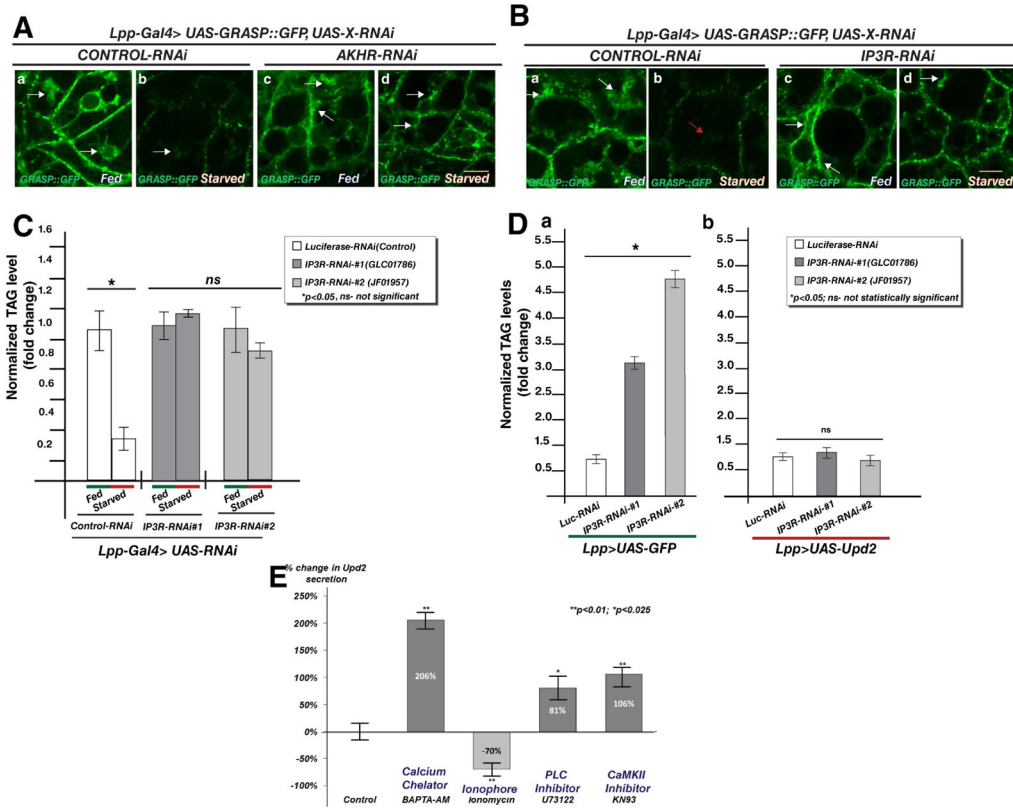 A
Lpp-Gal4> UAS-GRASP::GFP, UAS-X-RNAi
CONTROL-RNAi
AKHR-RNAi
a
b
c
d
GRASP::GFP Fed
GRASP::GFP Starved
GRASP::GFP Fed
GRASP::GFP Starved
B
Lpp-Gal4> UAS-GRASP::GFP, UAS-X-RNAi
CONTROL-RNAi
IP3R-RNAi
a
b
c
d
GRASP::GFP Fed
GRASP::GFP Starved
GRASP::GFP Fed
GRASP::GFP Starved
C
Normalized TAG level
(fold change)
1.6
1.4
1.2
1.0
0.8
0.6
0.4
0.2
*
ns
Luciferase-RNAi(Control)
IP3R-RNAi-#1(GLC01786)
IP3R-RNAi-#2 (JF01957)
*p<0.05, ns- not significant
Fed
Starved
Fed
Starved
Fed
Starved
Control-RNAi
IP3R-RNAi#1
IP3R-RNAi#2
Lpp-Gal4> UAS-RNAi
D
a
Normalized TAG levels
(fold change)
5.5
5.0
4.5
4.0
3.5
3.0
2.5
2.0
1.5
0.5
*
Luc-RNAi
IP3R-RNAi-#1
IP3R-RNAi-#2
Lpp>UAS-GFP
b
5.5
5.0
4.5
4.0
3.5
3.0
2.5
2.0
1.5
0.5
Luciferase-RNAi
IP3R-RNAi-#1(GLC01786)
IP3R-RNAi-#2 (JF01957)
*p<0.05; ns- not statistically significant
ns
Luc-RNAi
IP3R-RNAi-#1
IP3R-RNAi-#2
Lpp>UAS-Upd2
E
% change in Upd2
secretion
250%
200%
150%
100%
50%
0%
-50%
-100%
**p<0.01; *p<0.025
**
206%
-70%
**
*
81%
**
106%
Control
Calcium
Chelator
BAPTA-AM
Ionophore
Ionomycin
PLC
Inhibitor
U73122
CaMKII
Inhibitor
KN93